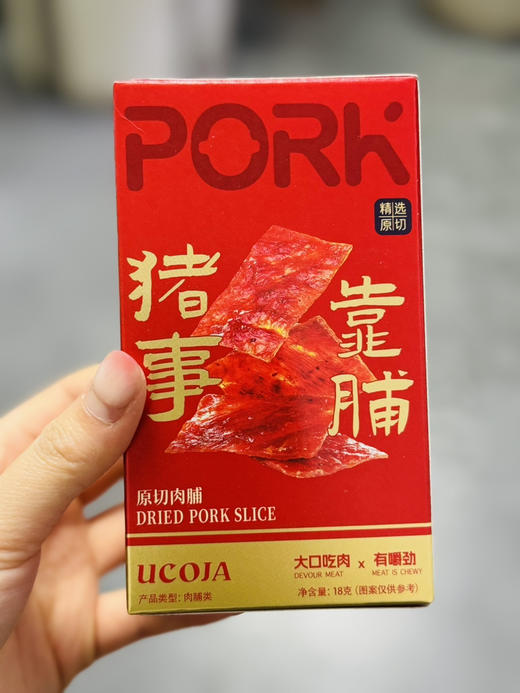 PORK
精选
原切
猪事
靠脯
原切肉脯
DRIED PORK SLICE
UCOJA
产品类型: 肉脯类
大口吃肉 x 有嚼劲
DEVOUR MEAT MEAT IS CHEWY
净含量: 18克 (图案仅供参考)